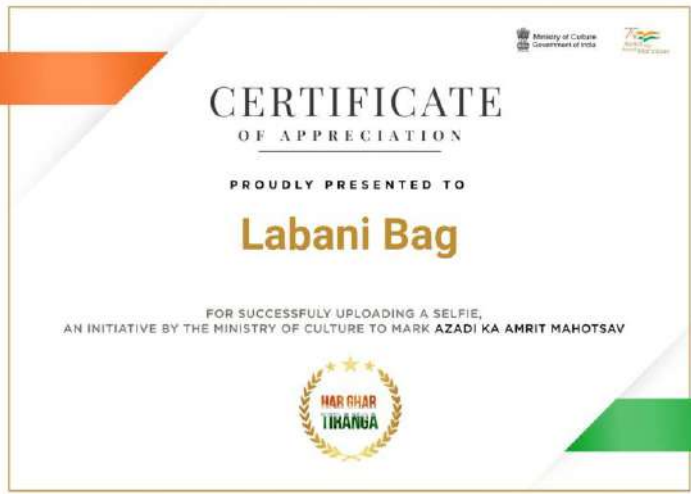 Ministry of Culture
Government of India
CERTIFICATE
OF APPRECIATION
PROUDLY PRESENTED TO
Labani Bag
FOR SUCCESSFULY UPLOADING A SELFIE,
AN INITIATIVE BY THE MINISTRY OF CULTURE TO MARK AZADI KA AMRIT MAHOTSAV
HAR GHAR
TIRANGA